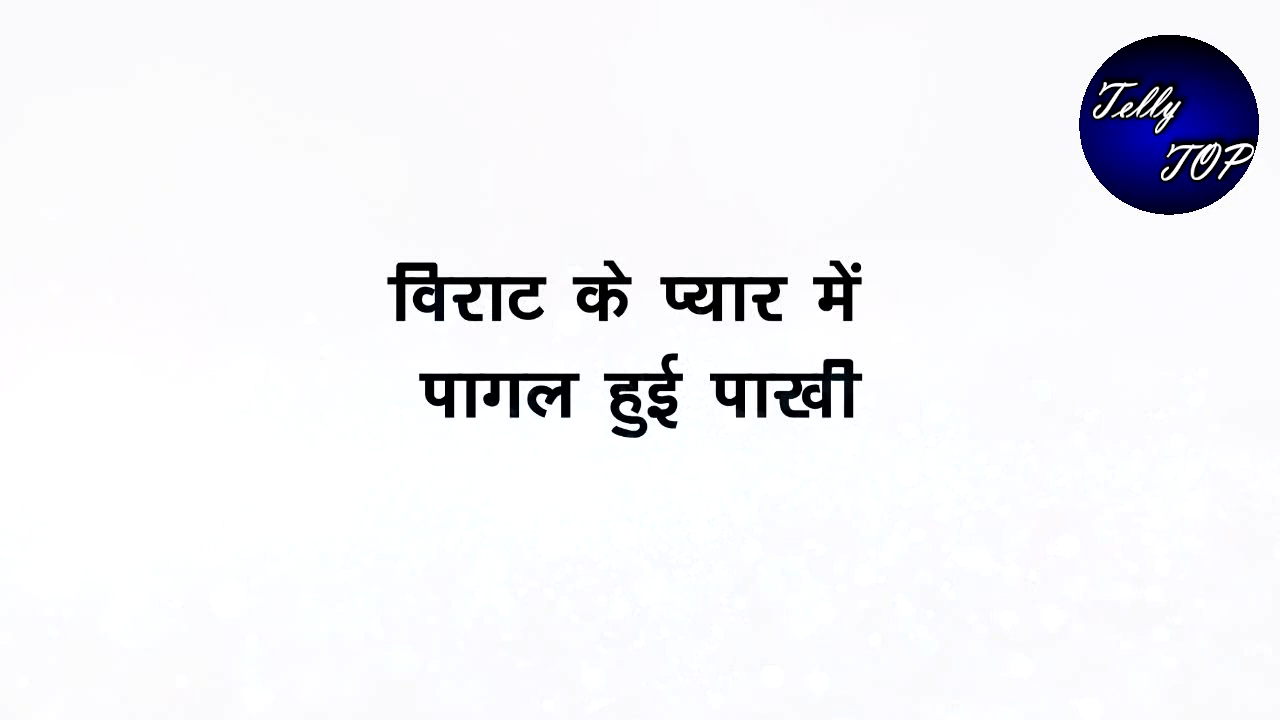 Telly
TOP
विराट के प्यार में
पागल हुई पाखी